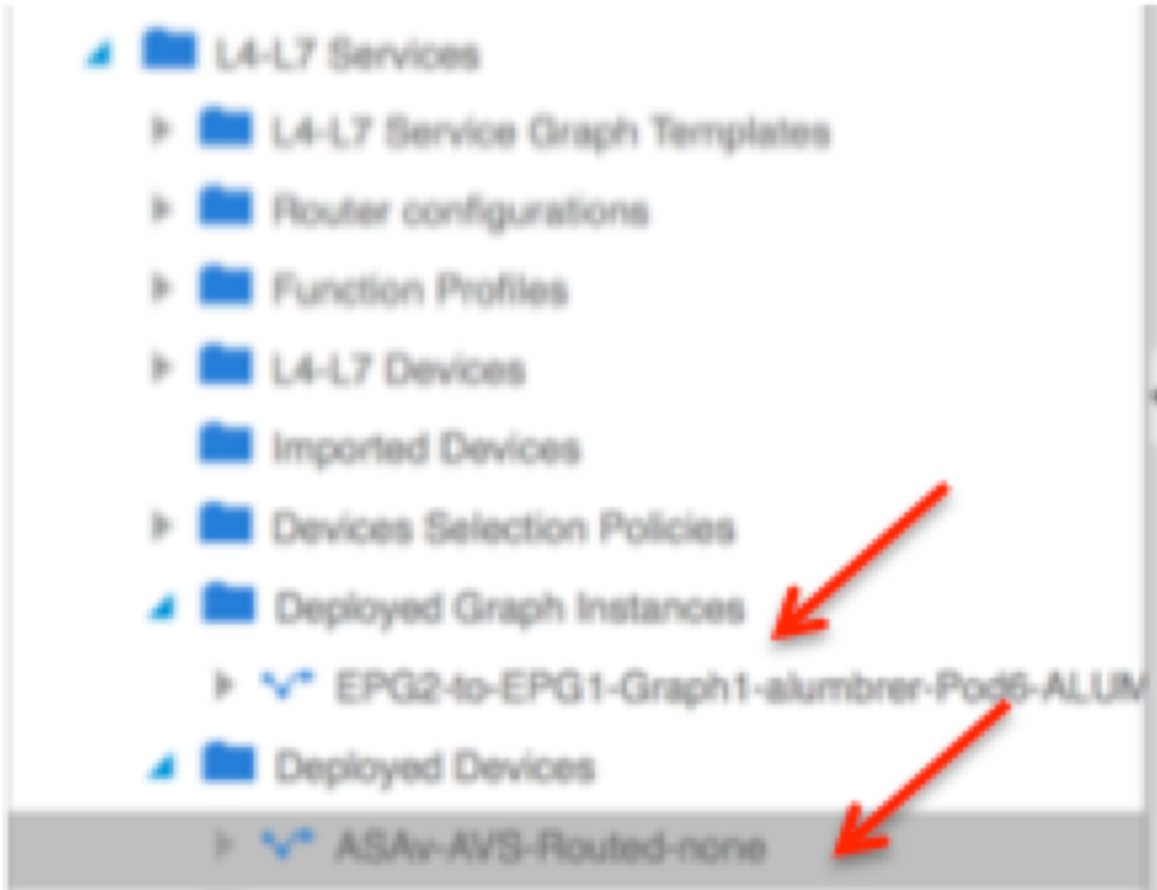 L4-L7 Services
L4-L7 Service Graph Templates
Router configurations
Function Profiles
L4-L7 Devices
Imported Devices
Devices Selection Policies
Deployed Graph Instances
EPG2-to-EPG1-Graph1-alumbrer-Pod6-ALUM
Deployed Devices
ASAv-AVS-Routed-none